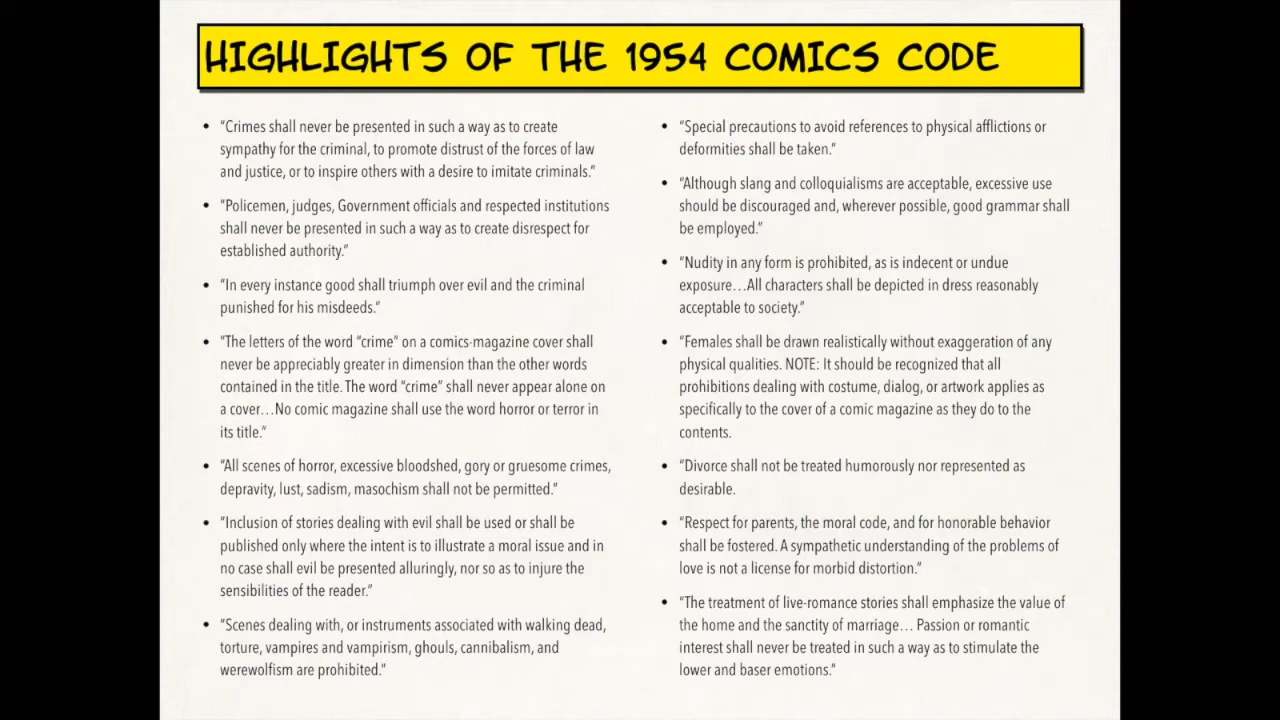 HIGHLIGHTS OF THE 1954 COMICS CODE
• “Crimes shall never be presented in such a way as to create
sympathy for the criminal, to promote distrust of the forces of law
and justice, or to inspire others with a desire to imitate criminals.”
• “Policemen, judges, Government officials and respected institutions
shall never be presented in such a way as to create disrespect for
established authority.”
• “In every instance good shall triumph over evil and the criminal
punished for his misdeeds.”
• “The letters of the word “crime” on a comics-magazine cover shall
never be appreciably greater in dimension than the other words
contained in the title. The word “crime” shall never appear alone on
a cover…No comic magazine shall use the word horror or terror in
its title.”
• “All scenes of horror, excessive bloodshed, gory or gruesome crimes,
depravity, lust, sadism, masochism shall not be permitted.”
• “Inclusion of stories dealing with evil shall be used or shall be
published only where the intent is to illustrate a moral issue and in
no case shall evil be presented alluringly, nor so as to injure the
sensibilities of the reader.”
• “Scenes dealing with, or instruments associated with walking dead,
torture, vampires and vampirism, ghouls, cannibalism, and
werewolfism are prohibited.”
• “Special precautions to avoid references to physical afflictions or
deformities shall be taken.”
• “Although slang and colloquialisms are acceptable, excessive use
should be discouraged and, wherever possible, good grammar shall
be employed.”
• “Nudity in any form is prohibited, as is indecent or undue
exposure…All characters shall be depicted in dress reasonably
acceptable to society.”
• “Females shall be drawn realistically without exaggeration of any
physical qualities. NOTE: It should be recognized that all
prohibitions dealing with costume, dialog, or artwork applies as
specifically to the cover of a comic magazine as they do to the
contents.
• “Divorce shall not be treated humorously nor represented as
desirable.
• “Respect for parents, the moral code, and for honorable behavior
shall be fostered. A sympathetic understanding of the problems of
love is not a license for morbid distortion.”
• “The treatment of live-romance stories shall emphasize the value of
the home and the sanctity of marriage… Passion or romantic
interest shall never be treated in such a way as to stimulate the
lower and baser emotions.”